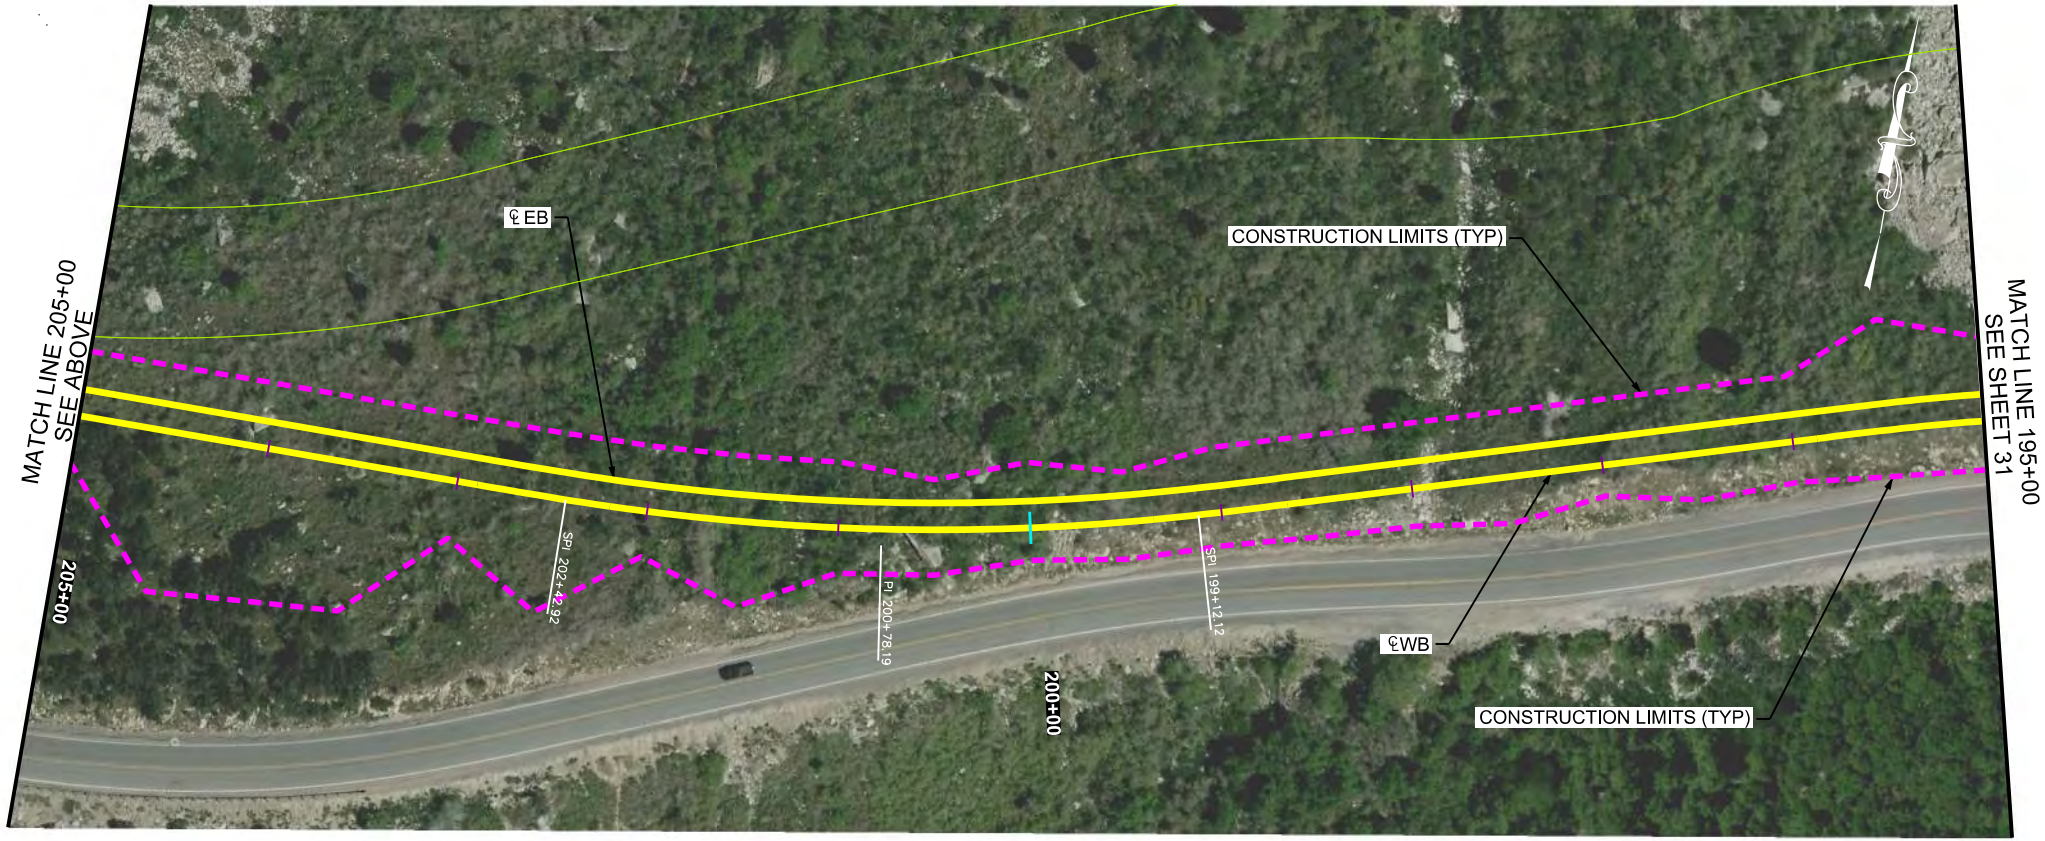 ℄ EB
CONSTRUCTION LIMITS (TYP)
MATCH LINE 205+00
SEE ABOVE
MATCH LINE 195+00
SEE SHEET 31
SPI 202+42.92
PI 200+78.19
SPI 199+12.12
205+00
℄ WB
200+00
CONSTRUCTION LIMITS (TYP)